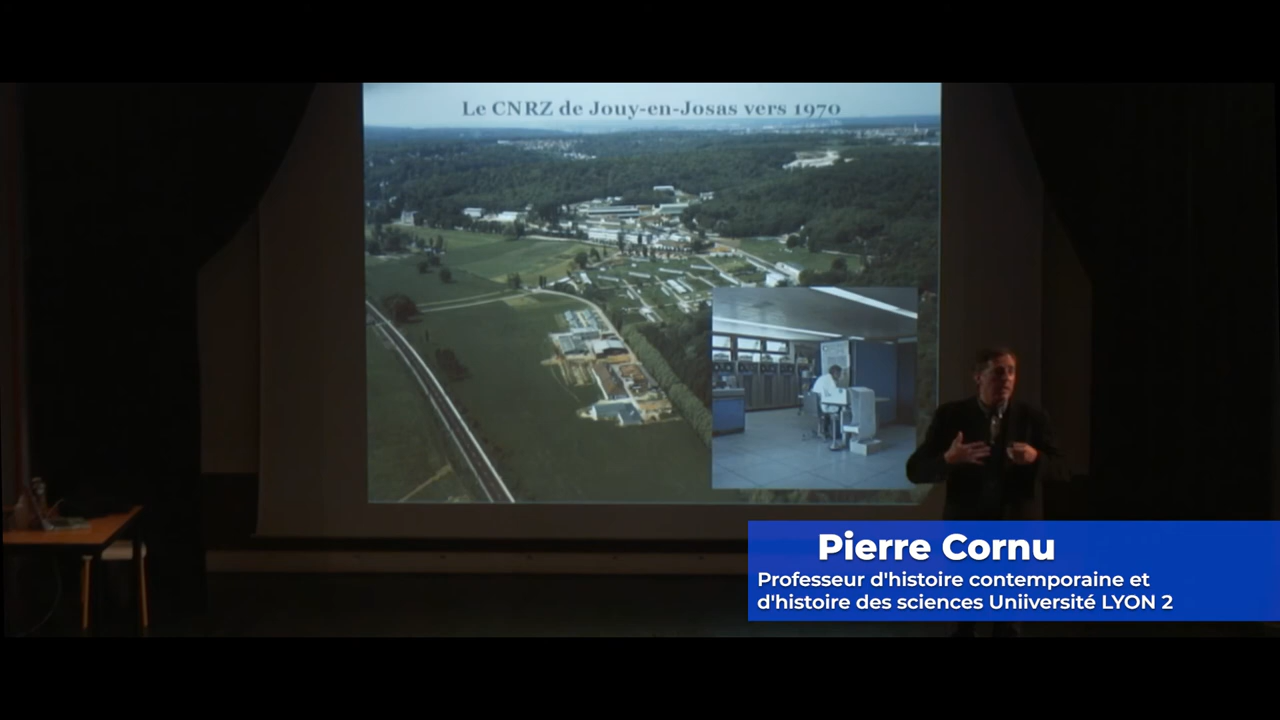 Le CNRZ de Jouy-en-Josas vers 1970
Pierre Cornu
Professeur d'histoire contemporaine et
d'histoire des sciences Uniiversité LYON 2